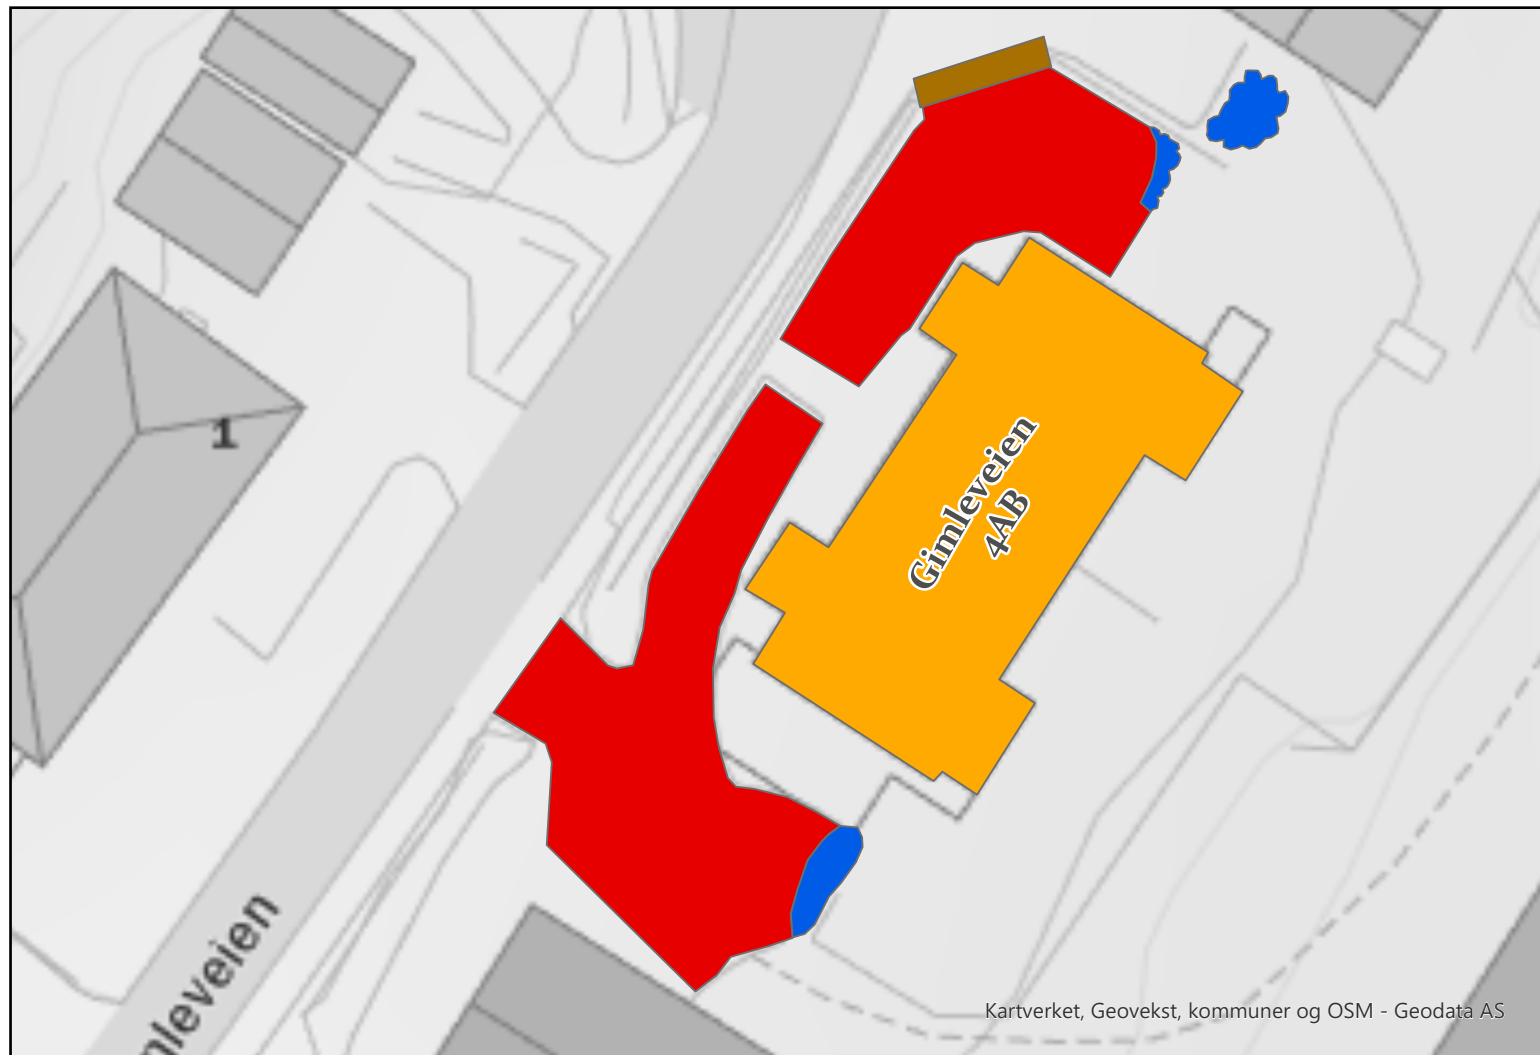 1
Gimleveien
4AB
mleveien
Kartverket, Geovekst, kommuner og OSM - Geodata AS